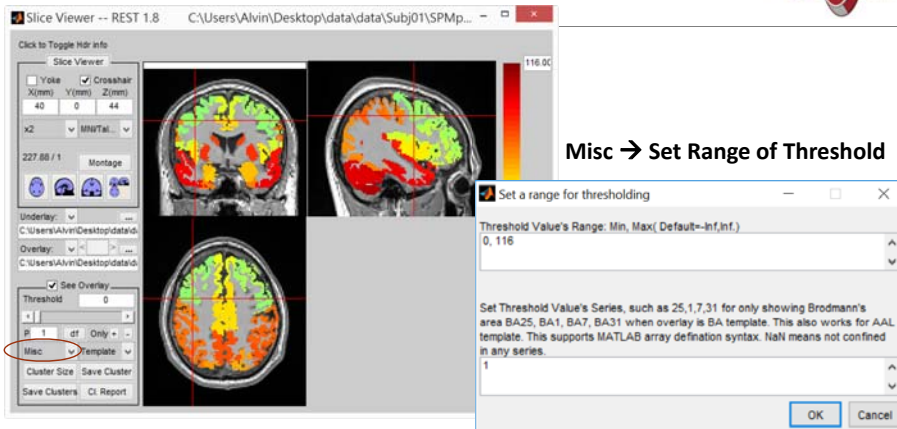 Slice Viewer -- REST 1.8 C:\Users\Alvin\Desktop\data\data\Subj01\SPMp...
Click to Toggle Hdr info
Slice Viewer
Yoke Crosshair
X(mm) Y(mm) Z(mm)
40 0 44
x2 MNI/Tal...
227.88 / 1 Montage
Underlay: ...
C:\Users\Alvin\Desktop\data\d
Overlay: < > ...
C:\Users\Alvin\Desktop\data\d
See Overlay
Threshold 0
P 1 df Only + -
Misc Template
Cluster Size Save Cluster
Save Clusters Cl. Report
116.00
Misc → Set Range of Threshold
Set a range for thresholding
Threshold Value's Range: Min, Max( Default=-Inf,Inf.)
0, 116
Set Threshold Value's Series, such as 25,1,7,31 for only showing Brodmann's
area BA25, BA1, BA7, BA31 when overlay is BA template. This also works for AAL
template. This supports MATLAB array defination syntax. NaN means not confined
in any series.
1
OK Cancel